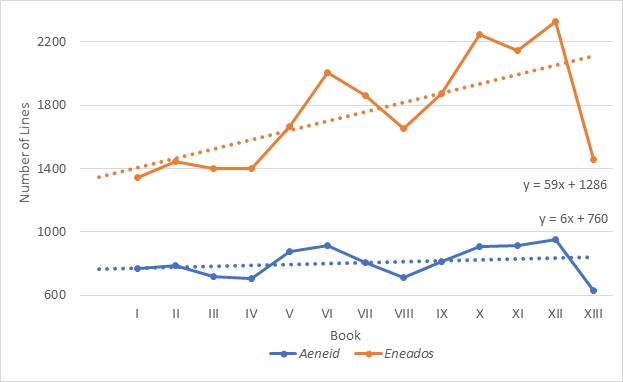 2200
1800
1400
1000
600
Number of Lines
y = 59x + 1286
y = 6x + 760
I II III IV V VI VII VIII IX X XI XII XIII
Book
Aeneid Eneados